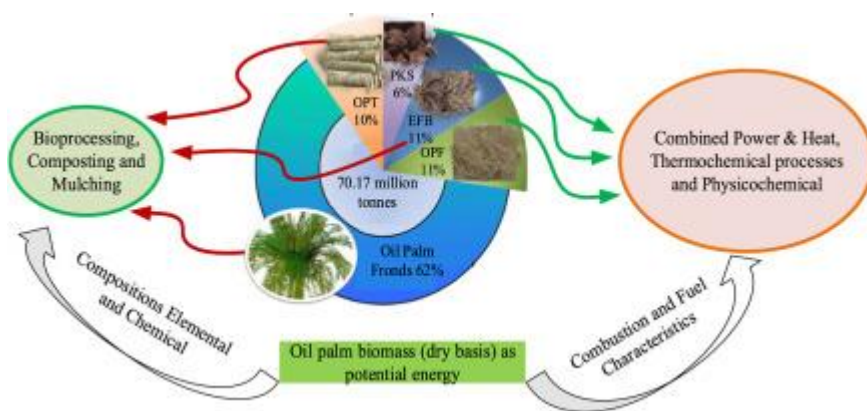 PKS
6%
OPT
10%
EFB
11%
OPF
11%
70.17 million
tonnes
Oil Palm
Fronds 62%
Bioprocessing,
Composting and
Mulching
Combined Power & Heat,
Thermochemical processes
and Physicochemical
Compositions Elemental
and Chemical
Combustion and Fuel
Characteristics
Oil palm biomass (dry basis) as
potential energy